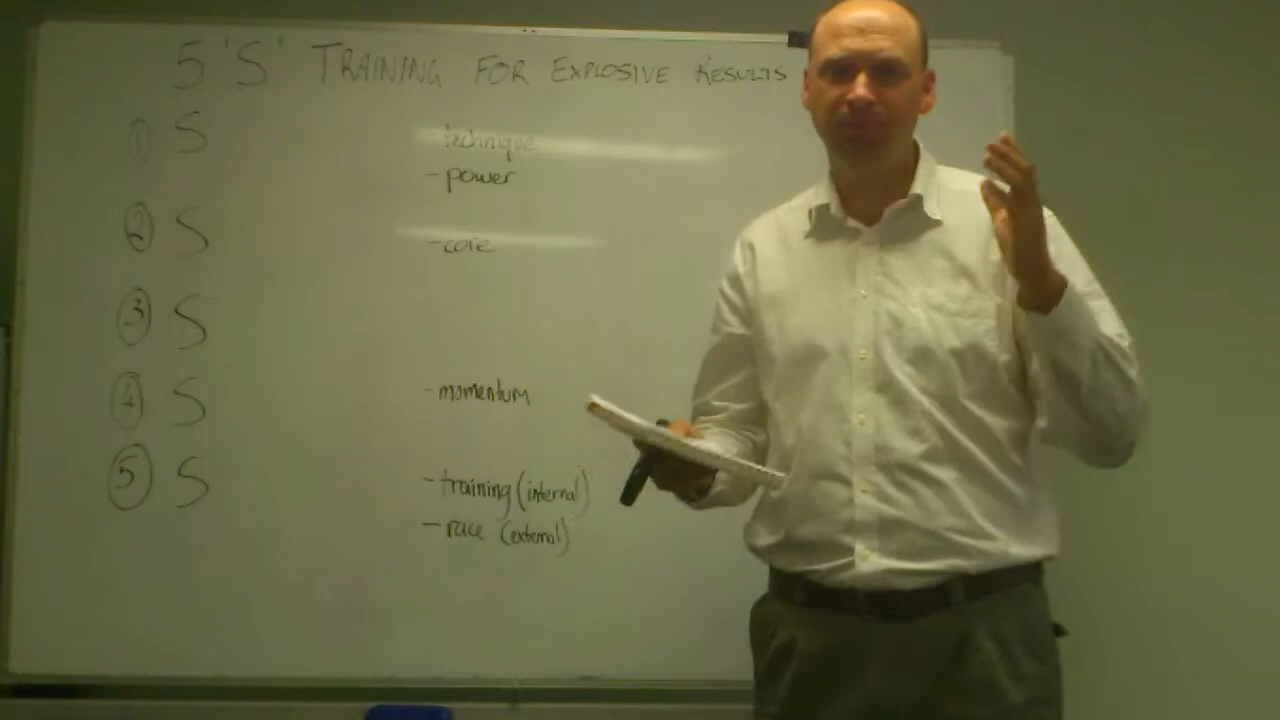 5 'S' TRAINING FOR EXPLOSIVE RESULTS
1 S - technique
- power
2 S - core
3 S
4 S - momentum
5 S - training (internal)
- race (external)